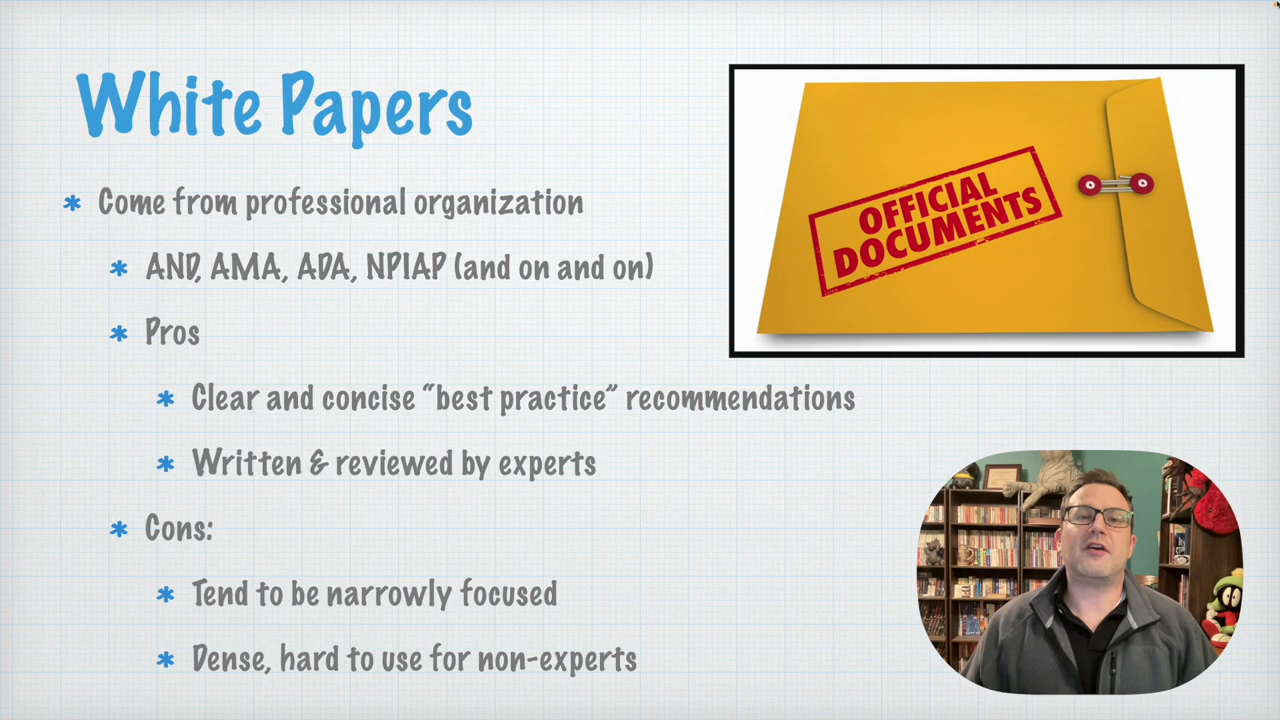 White Papers
* Come from professional organization
* AND, AMA, ADA, NPIAP (and on and on)
* Pros
* Clear and concise “best practice” recommendations
* Written & reviewed by experts
* Cons:
* Tend to be narrowly focused
* Dense, hard to use for non-experts
OFFICIAL
DOCUMENTS